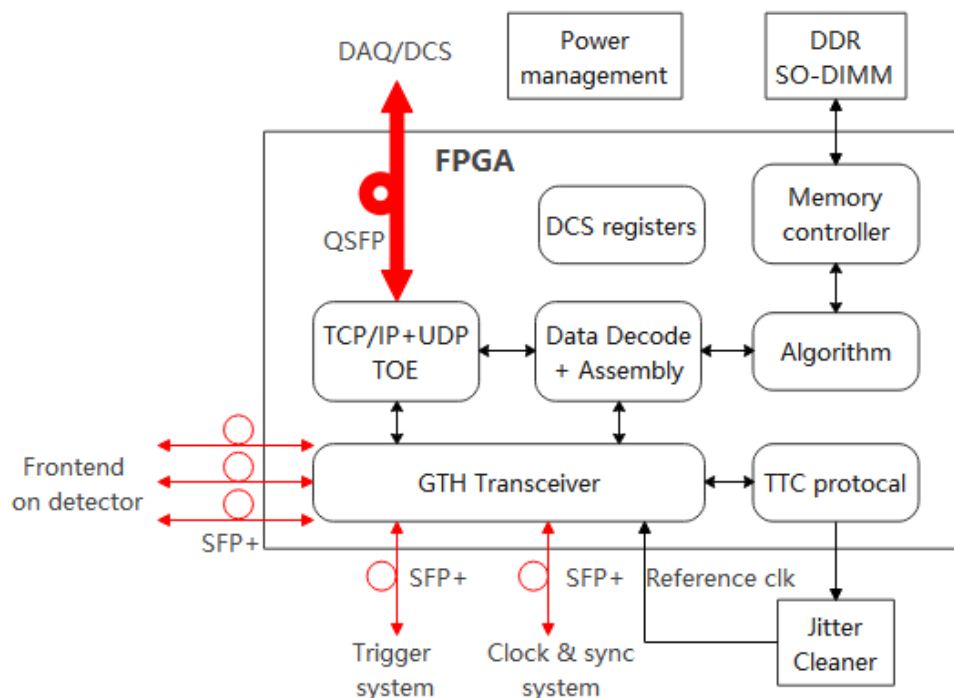 DAQ/DCS
Power
management
DDR
SO-DIMM
FPGA
QSFP
DCS registers
Memory
controller
TCP/IP+UDP
TOE
Data Decode
+ Assembly
Algorithm
Frontend
on detector
SFP+
GTH Transceiver
TTC protocal
SFP+
SFP+
Reference clk
Trigger
system
Clock & sync
system
Jitter
Cleaner